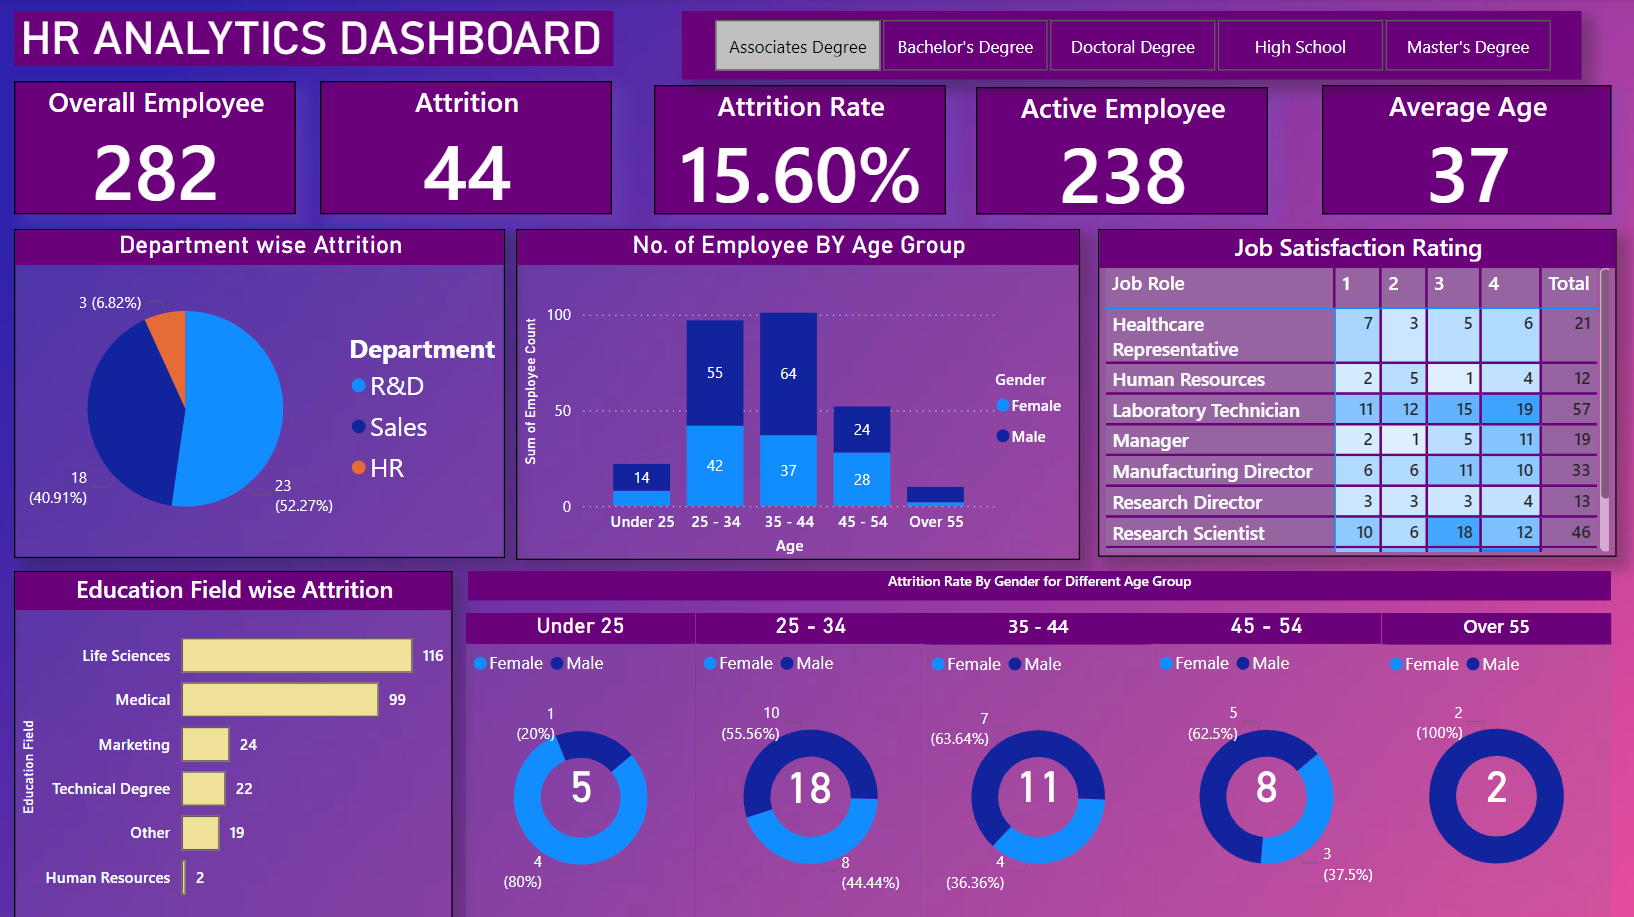 HR ANALYTICS DASHBOARD
Associates Degree
Bachelor's Degree
Doctoral Degree
High School
Master's Degree
Overall Employee
282
Attrition
44
Attrition Rate
15.60%
Active Employee
238
Average Age
37
Department wise Attrition
3 (6.82%)
18
(40.91%)
23
(52.27%)
Department
R&D
Sales
HR
No. of Employee BY Age Group
Sum of Employee Count
100
50
0
14
55
42
64
37
24
28
Under 25
25 - 34
35 - 44
45 - 54
Over 55
Age
Gender
Female
Male
Job Satisfaction Rating
Job Role 1 2 3 4 Total
Healthcare
Representative 7 3 5 6 21
Human Resources 2 5 1 4 12
Laboratory Technician 11 12 15 19 57
Manager 2 1 5 11 19
Manufacturing Director 6 6 11 10 33
Research Director 3 3 3 4 13
Research Scientist 10 6 18 12 46
Education Field wise Attrition
Education Field
Life Sciences 116
Medical 99
Marketing 24
Technical Degree 22
Other 19
Human Resources 2
Attrition Rate By Gender for Different Age Group
Under 25
Female Male
1
(20%)
5
4
(80%)
25 - 34
Female Male
10
(55.56%)
18
8
(44.44%)
35 - 44
Female Male
7
(63.64%)
11
4
(36.36%)
45 - 54
Female Male
5
(62.5%)
8
3
(37.5%)
Over 55
Female Male
2
(100%)
2